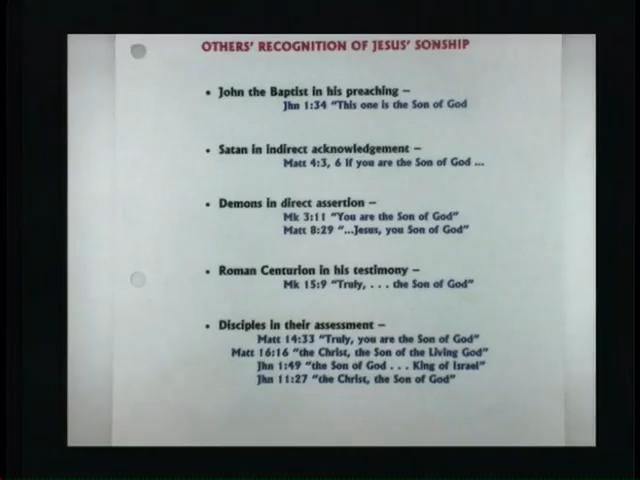 OTHERS' RECOGNITION OF JESUS' SONSHIP
• John the Baptist in his preaching –
Jhn 1:34 "This one is the Son of God
• Satan in indirect acknowledgement –
Matt 4:3, 6 If you are the Son of God ...
• Demons in direct assertion –
Mk 3:11 "You are the Son of God"
Matt 8:29 "...Jesus, you Son of God"
• Roman Centurion in his testimony –
Mk 15:9 "Truly, . . . the Son of God"
• Disciples in their assessment –
Matt 14:33 "Truly, you are the Son of God"
Matt 16:16 "the Christ, the Son of the Living God"
Jhn 1:49 "the Son of God . . . King of Israel"
Jhn 11:27 "the Christ, the Son of God"